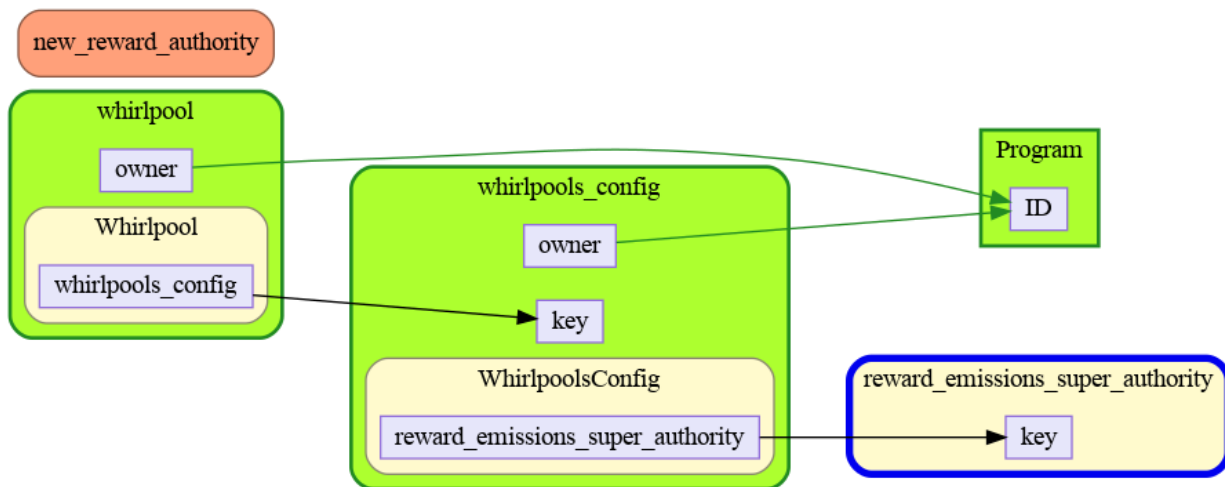 new_reward_authority
whirlpool
owner
Whirlpool
whirlpools_config
whirlpools_config
owner
key
WhirlpoolsConfig
reward_emissions_super_authority
Program
ID
reward_emissions_super_authority
key